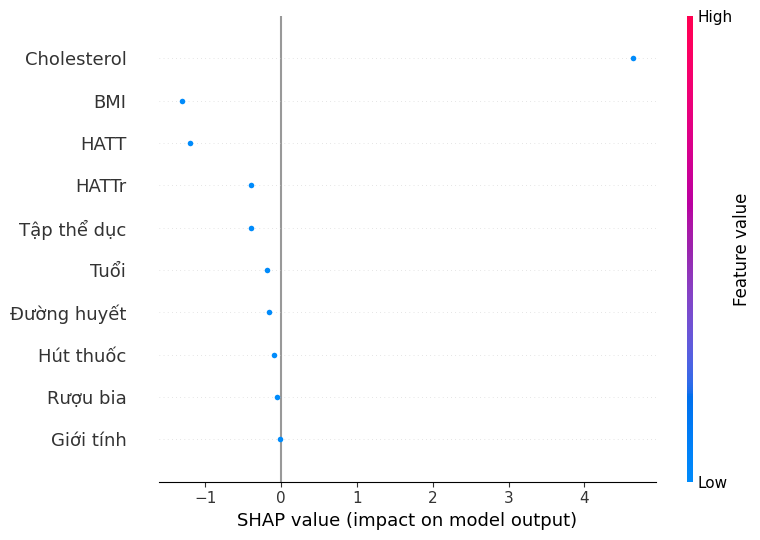 High
Cholesterol
BMI
HATT
HATTr
Tập thể dục
Tuổi
Đường huyết
Hút thuốc
Rượu bia
Giới tính
Feature value
Low
−1 0 1 2 3 4
SHAP value (impact on model output)